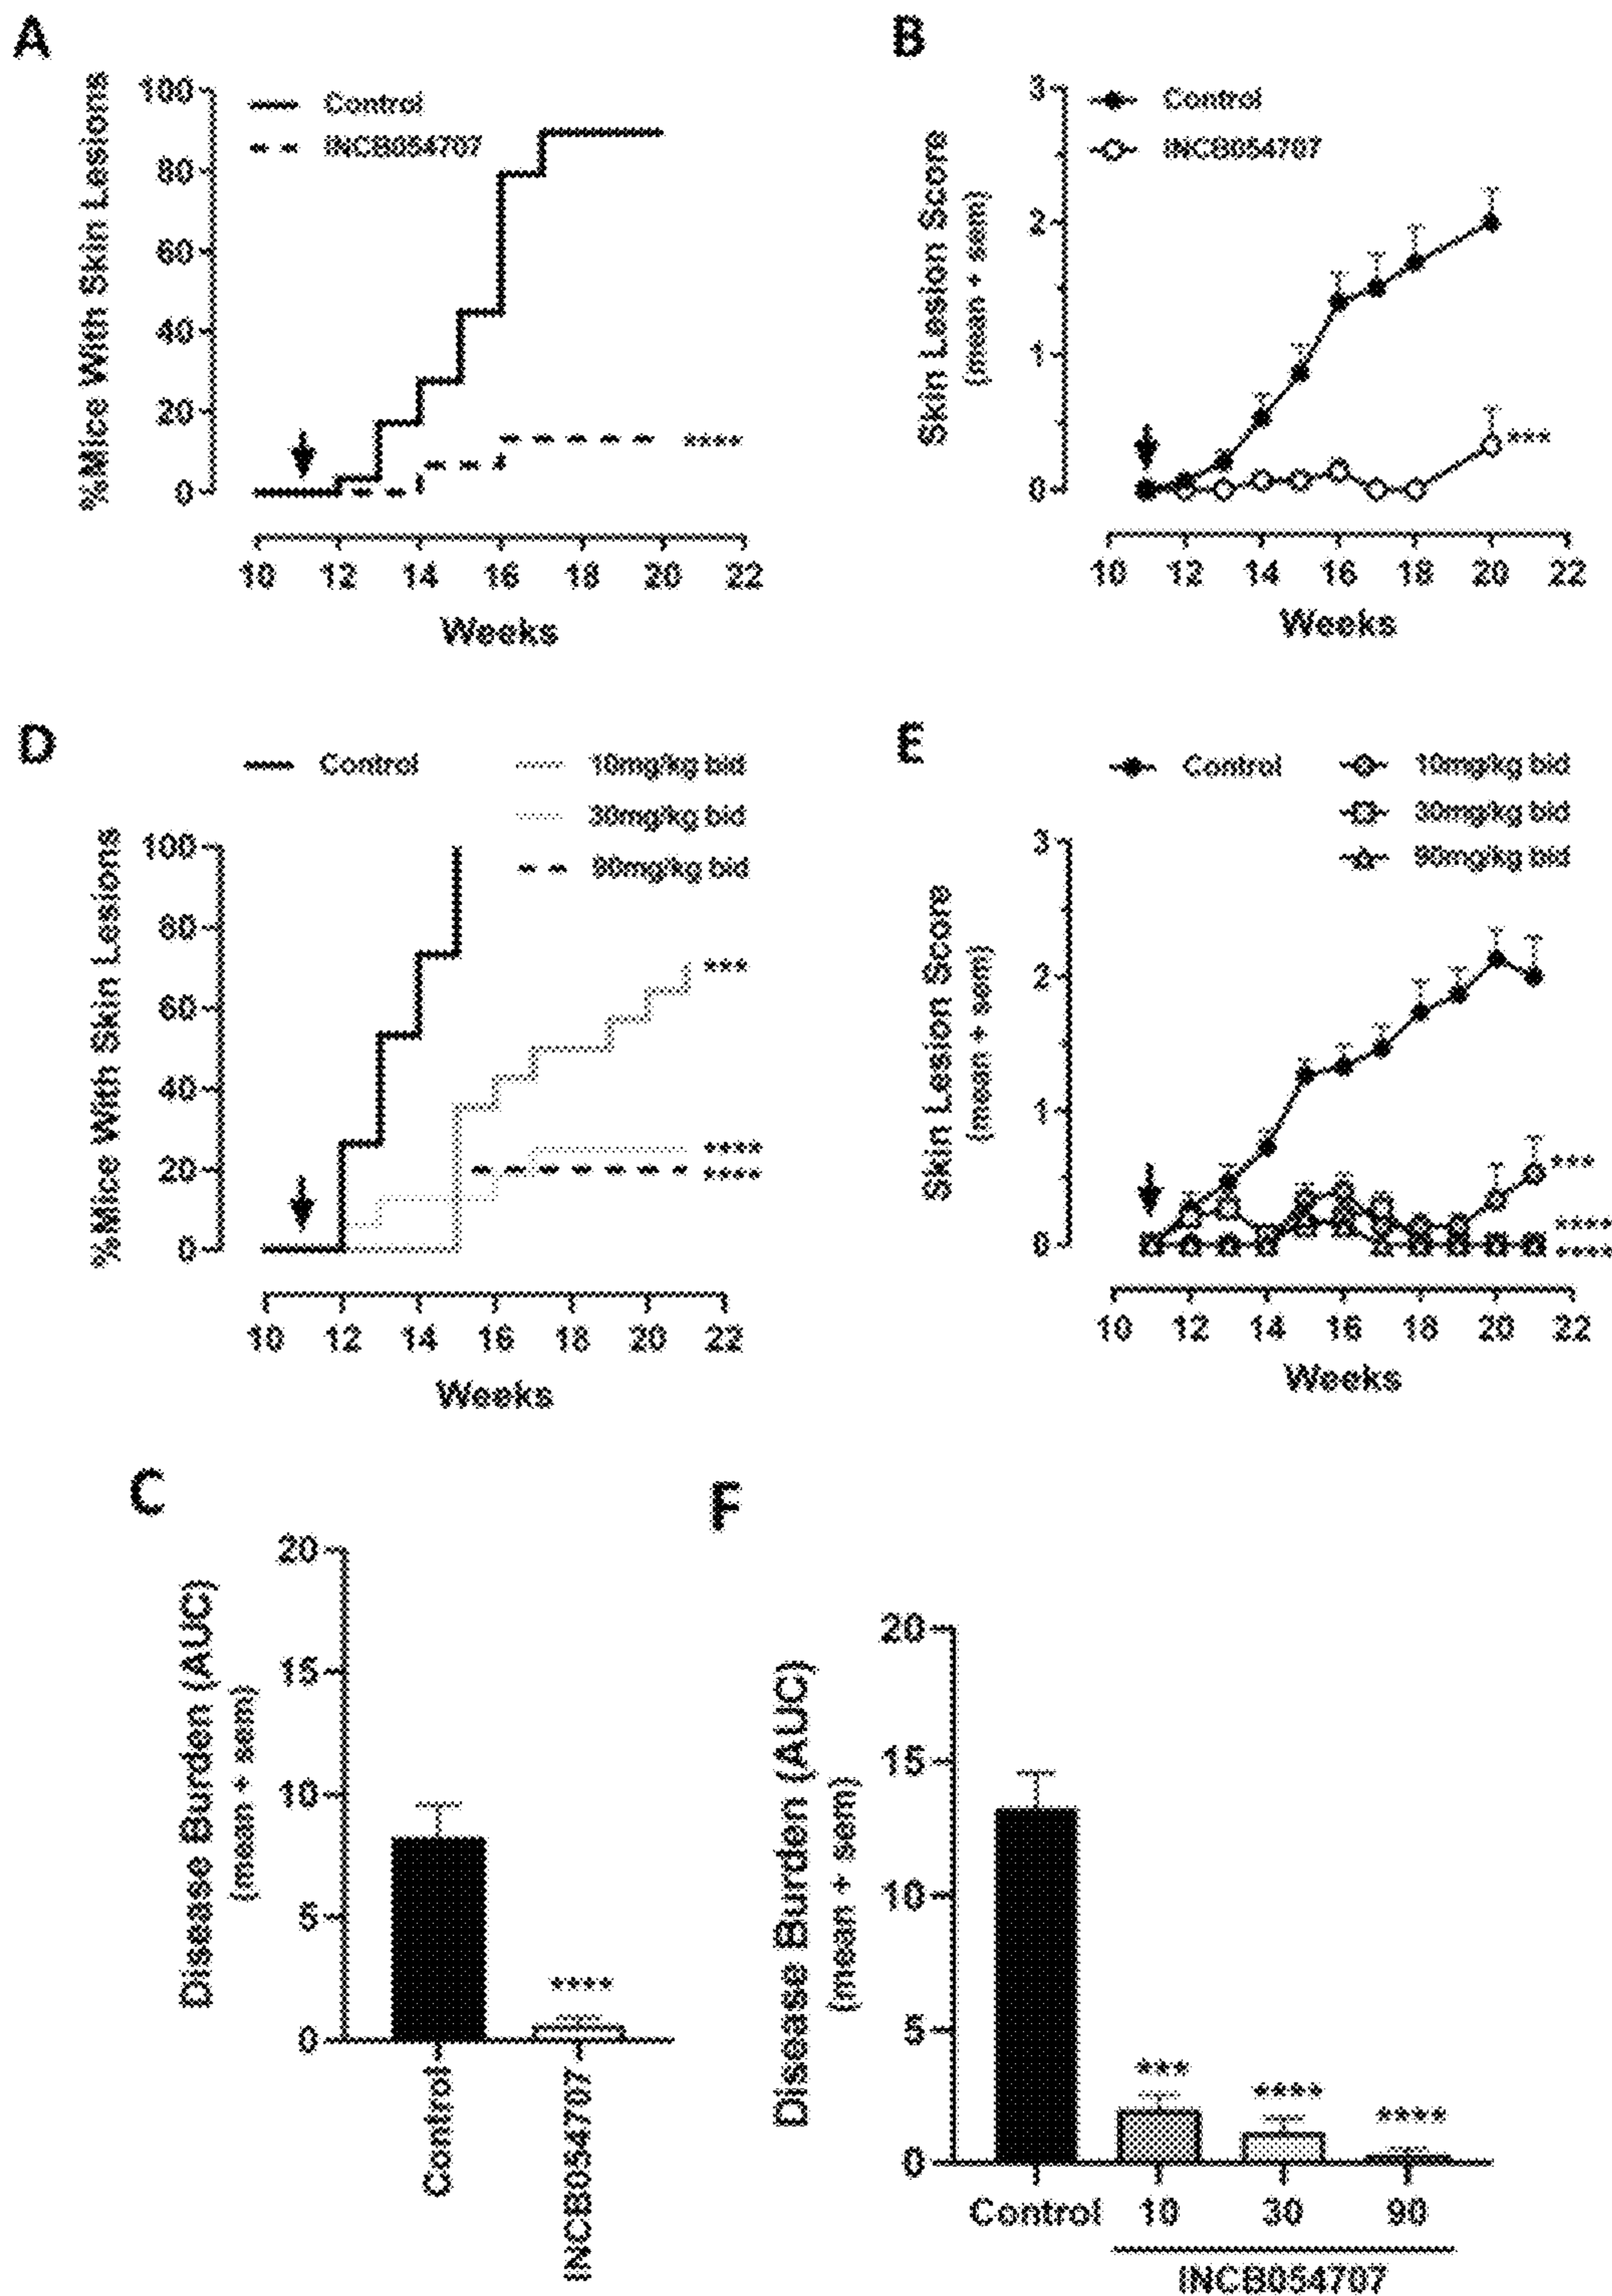 A
%Mice With Skin Lesions
100
80
60
40
20
0
Control
INCB054707
****
10 12 14 16 18 20 22
Weeks
B
Skin Lesion Score
(mean + sem)
3
2
1
0
Control
INCB054707
***
10 12 14 16 18 20 22
Weeks
D
Control
10mg/kg bid
30mg/kg bid
90mg/kg bid
%Mice With Skin Lesions
100
80
60
40
20
0
***
****
****
10 12 14 16 18 20 22
Weeks
E
Control
10mg/kg bid
30mg/kg bid
90mg/kg bid
Skin Lesion Score
(mean + sem)
3
2
1
0
***
****
****
10 12 14 16 18 20 22
Weeks
C
Disease Burden (AUC)
(mean + sem)
20
15
10
5
0
****
Control
INCB054707
F
Disease Burden (AUC)
(mean + sem)
20
15
10
5
0
***
****
****
Control 10 30 90
INCB054707